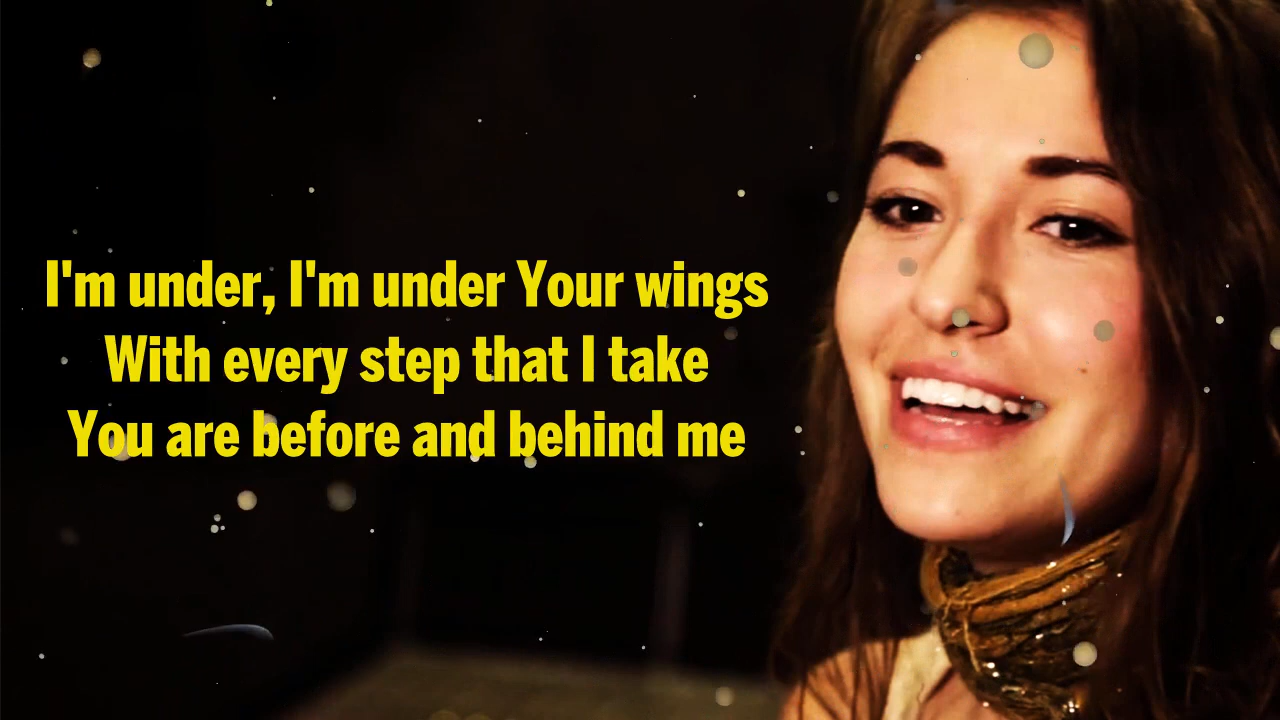 I'm under, I'm under Your wings
With every step that I take
You are before and behind me